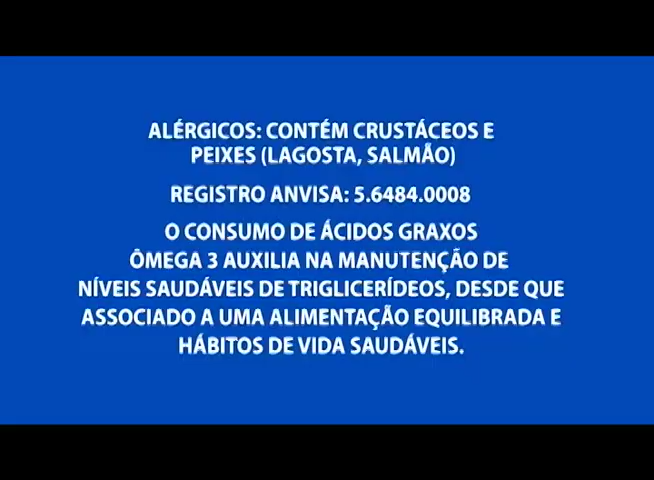 ALÉRGICOS: CONTÉM CRUSTÁCEOS E
PEIXES (LAGOSTA, SALMÃO)
REGISTRO ANVISA: 5.6484.0008
O CONSUMO DE ÁCIDOS GRAXOS
ÔMEGA 3 AUXILIA NA MANUTENÇÃO DE
NÍVEIS SAUDÁVEIS DE TRIGLICERÍDEOS, DESDE QUE
ASSOCIADO A UMA ALIMENTAÇÃO EQUILIBRADA E
HÁBITOS DE VIDA SAUDÁVEIS.